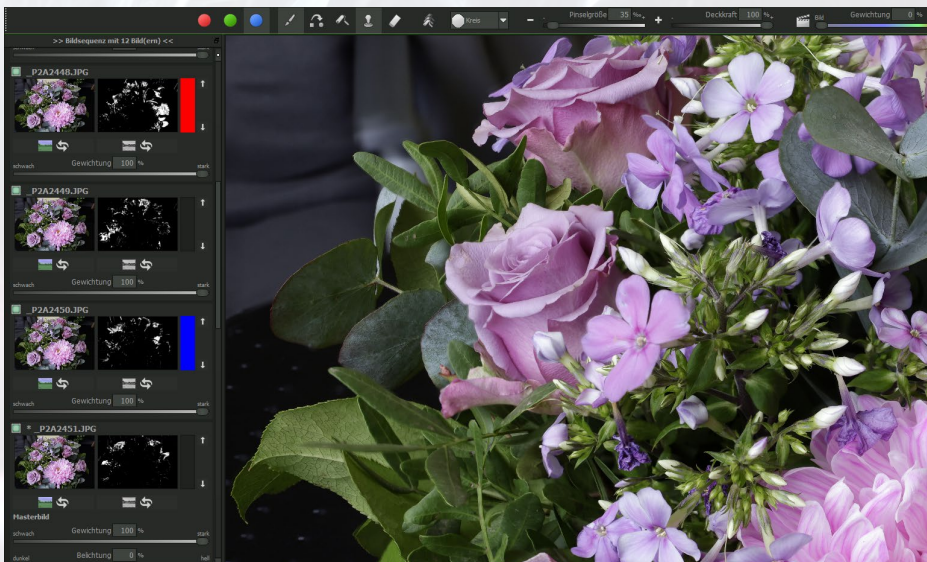 Kreis
Pinselgröße 35 %
Deckkraft 100 %
Bild
Gewichtung 0 %
>> Bildsequenz mit 12 Bild(ern) <<
_P2A2448.JPG
Gewichtung 100 %
schwach stark
_P2A2449.JPG
Gewichtung 100 %
schwach stark
_P2A2450.JPG
Gewichtung 100 %
schwach stark
* _P2A2451.JPG
Masterbild
Gewichtung 100 %
schwach stark
Belichtung 0 %
dunkel hell